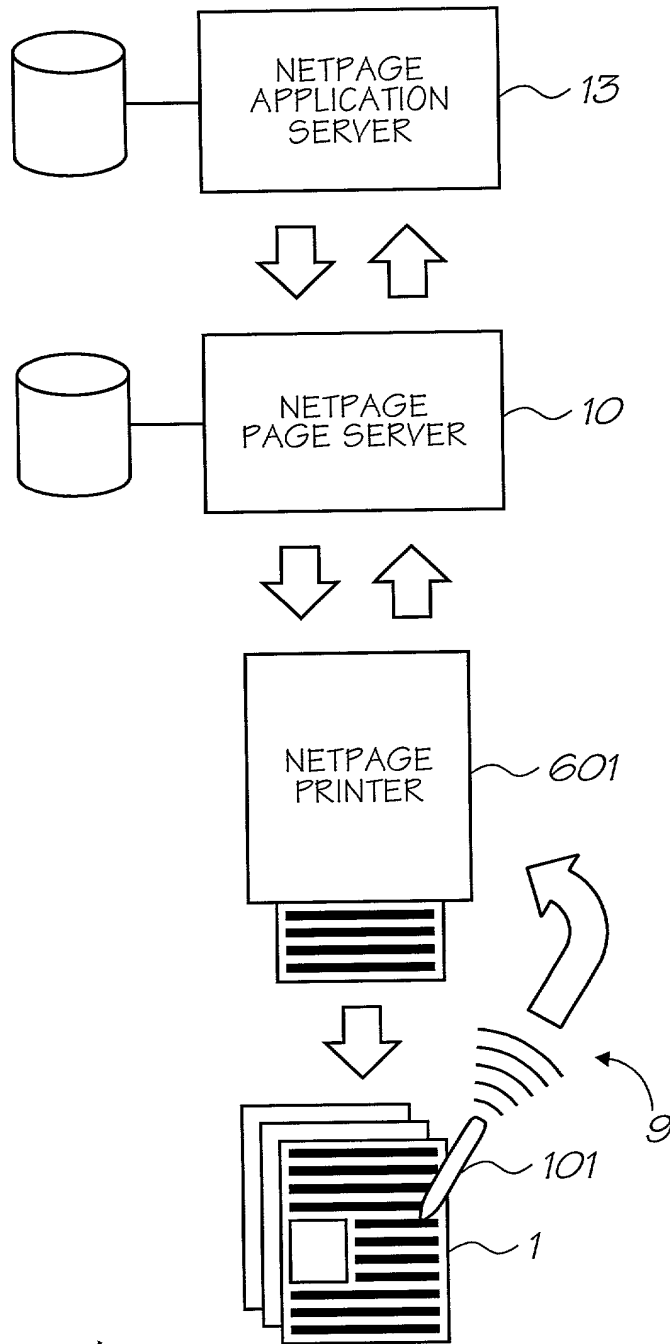 NETPAGE
APPLICATION
SERVER
13
NETPAGE
PAGE SERVER
10
NETPAGE
PRINTER
601
9
101
1